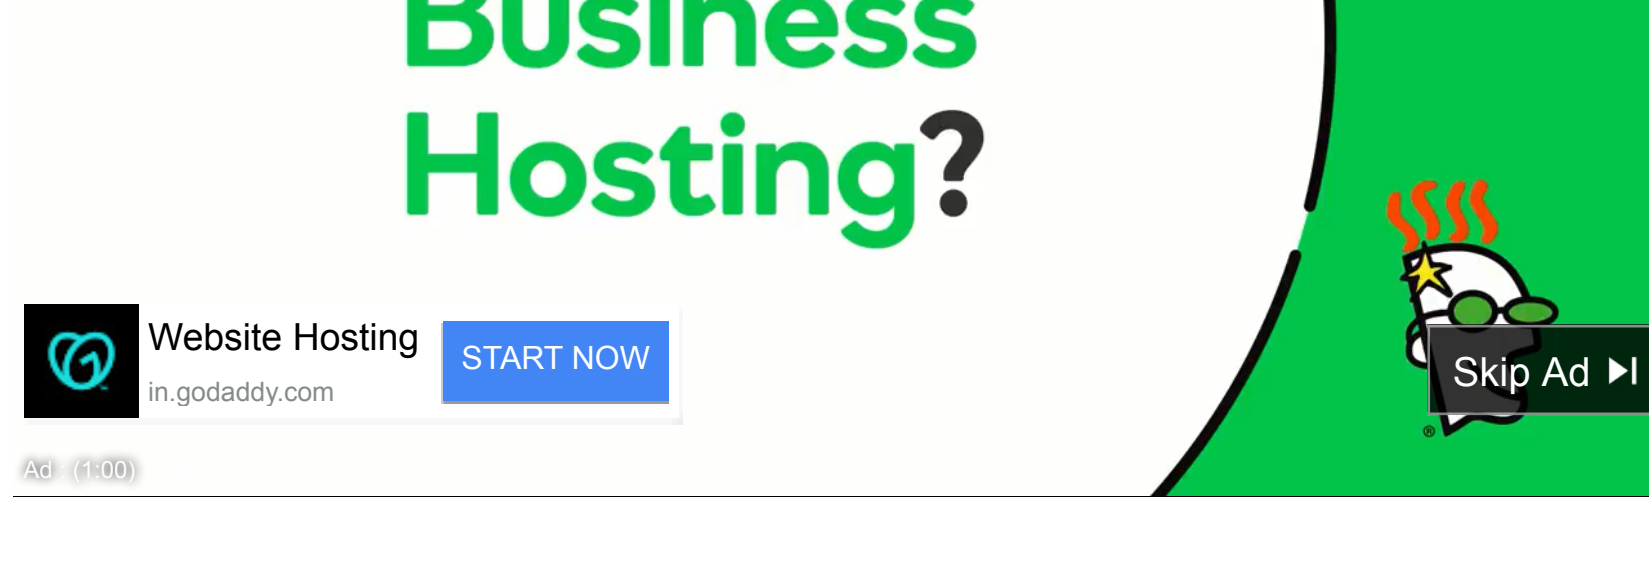 Business
Hosting?
Website Hosting
START NOW
in.godaddy.com
Skip Ad
®
Ad : (1:00)